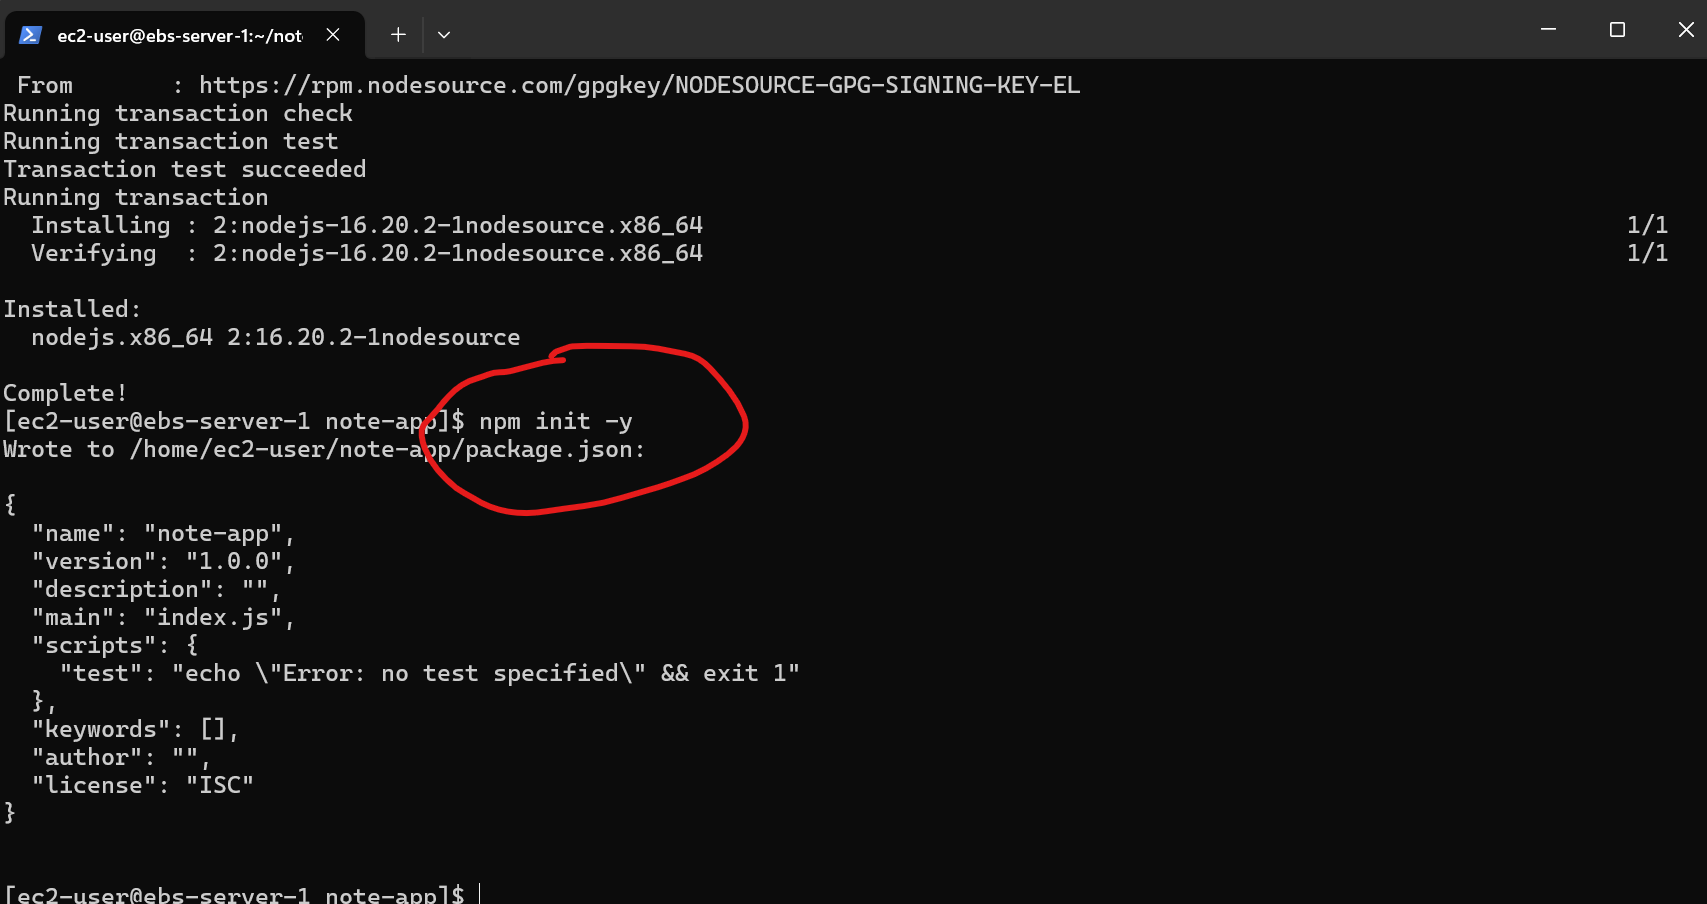 ec2-user@ebs-server-1:~/not
From       : https://rpm.nodesource.com/gpgkey/NODESOURCE-GPG-SIGNING-KEY-EL
Running transaction check
Running transaction test
Transaction test succeeded
Running transaction
  Installing : 2:nodejs-16.20.2-1nodesource.x86_64 1/1
  Verifying  : 2:nodejs-16.20.2-1nodesource.x86_64 1/1
Installed:
  nodejs.x86_64 2:16.20.2-1nodesource
Complete!
[ec2-user@ebs-server-1 note-app]$ npm init -y
Wrote to /home/ec2-user/note-app/package.json:
{
  "name": "note-app",
  "version": "1.0.0",
  "description": "",
  "main": "index.js",
  "scripts": {
    "test": "echo \"Error: no test specified\" && exit 1"
  },
  "keywords": [],
  "author": "",
  "license": "ISC"
}
[ec2-user@ebs-server-1 note-app]$